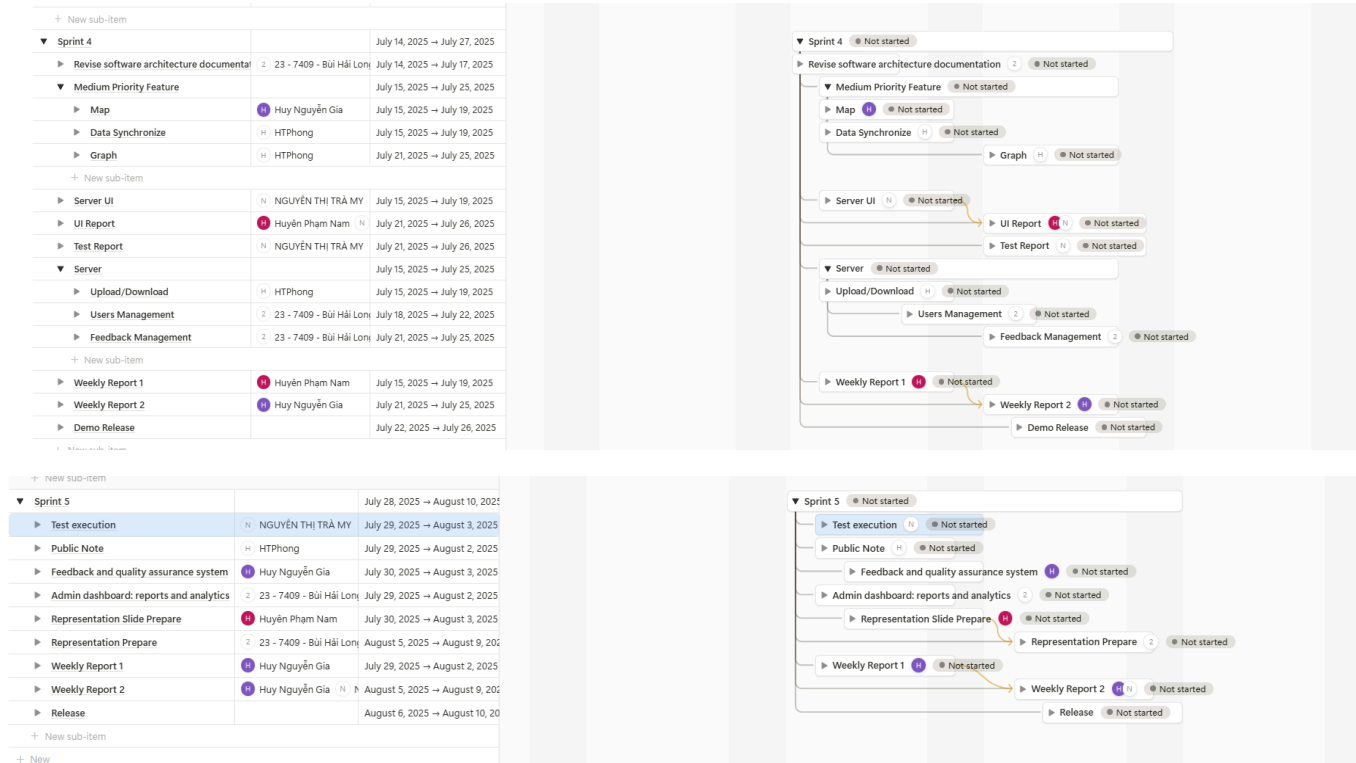 + New sub-item
▼ Sprint 4 July 14, 2025 → July 27, 2025 ▼ Sprint 4 Not started
▶ Revise software architecture documentat 2 23 - 7409 - Bùi Hải Long July 14, 2025 → July 17, 2025 ▶ Revise software architecture documentation 2 Not started
▼ Medium Priority Feature July 15, 2025 → July 25, 2025 ▼ Medium Priority Feature Not started
▶ Map H Huy Nguyễn Gia July 15, 2025 → July 19, 2025 ▶ Map H Not started
▶ Data Synchronize H HTPhong July 15, 2025 → July 19, 2025 ▶ Data Synchronize H Not started
▶ Graph H HTPhong July 21, 2025 → July 25, 2025 ▶ Graph H Not started
+ New sub-item
▶ Server UI N NGUYỄN THỊ TRÀ MY July 15, 2025 → July 19, 2025 ▶ Server UI N Not started
▶ UI Report H Huyên Phạm Nam N July 21, 2025 → July 26, 2025 ▶ UI Report H N Not started
▶ Test Report N NGUYỄN THỊ TRÀ MY July 21, 2025 → July 26, 2025 ▶ Test Report N Not started
▼ Server July 15, 2025 → July 25, 2025 ▼ Server Not started
▶ Upload/Download H HTPhong July 15, 2025 → July 19, 2025 ▶ Upload/Download H Not started
▶ Users Management 2 23 - 7409 - Bùi Hải Long July 18, 2025 → July 22, 2025 ▶ Users Management 2 Not started
▶ Feedback Management 2 23 - 7409 - Bùi Hải Long July 21, 2025 → July 25, 2025 ▶ Feedback Management 2 Not started
+ New sub-item
▶ Weekly Report 1 H Huyên Phạm Nam July 15, 2025 → July 19, 2025 ▶ Weekly Report 1 H Not started
▶ Weekly Report 2 H Huy Nguyễn Gia July 21, 2025 → July 25, 2025 ▶ Weekly Report 2 H Not started
▶ Demo Release July 22, 2025 → July 26, 2025 ▶ Demo Release Not started
+ New sub-item
+ New sub-item
▼ Sprint 5 July 28, 2025 → August 10, 2025 ▼ Sprint 5 Not started
▶ Test execution N NGUYỄN THỊ TRÀ MY July 29, 2025 → August 3, 2025 ▶ Test execution N Not started
▶ Public Note H HTPhong July 29, 2025 → August 2, 2025 ▶ Public Note H Not started
▶ Feedback and quality assurance system H Huy Nguyễn Gia July 30, 2025 → August 3, 2025 ▶ Feedback and quality assurance system H Not started
▶ Admin dashboard: reports and analytics 2 23 - 7409 - Bùi Hải Long July 29, 2025 → August 2, 2025 ▶ Admin dashboard: reports and analytics 2 Not started
▶ Representation Slide Prepare H Huyên Phạm Nam July 30, 2025 → August 3, 2025 ▶ Representation Slide Prepare H Not started
▶ Representation Prepare 2 23 - 7409 - Bùi Hải Long August 5, 2025 → August 9, 202 ▶ Representation Prepare 2 Not started
▶ Weekly Report 1 H Huy Nguyễn Gia July 29, 2025 → August 2, 2025 ▶ Weekly Report 1 H Not started
▶ Weekly Report 2 H Huy Nguyễn Gia N N August 5, 2025 → August 9, 202 ▶ Weekly Report 2 H N Not started
▶ Release August 6, 2025 → August 10, 20 ▶ Release Not started
+ New sub-item
+ New